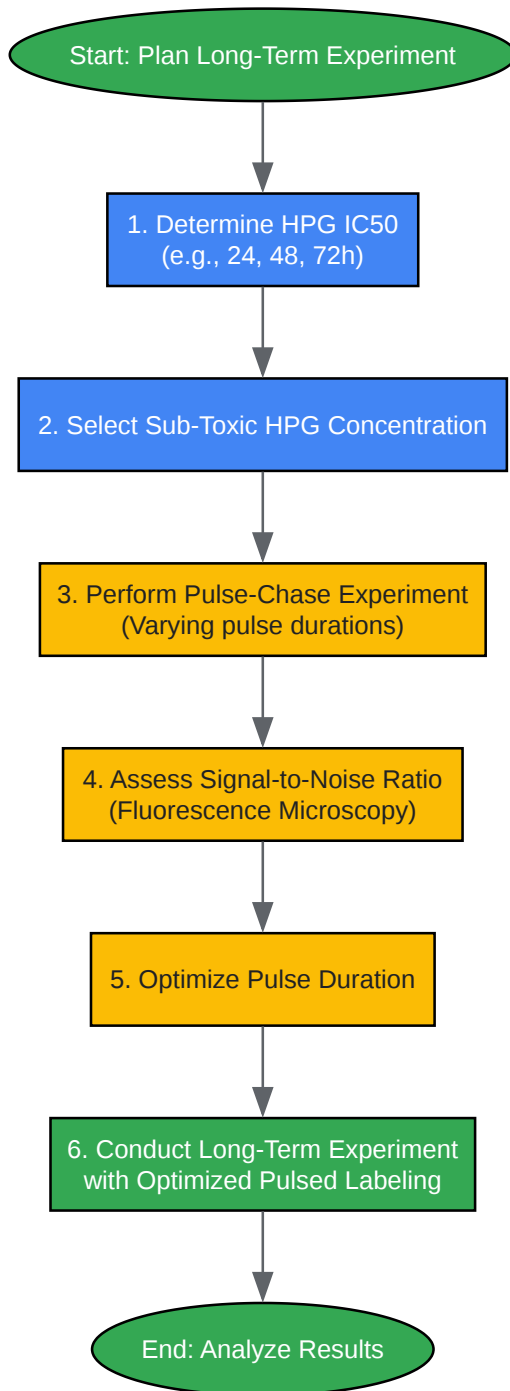 Start: Plan Long-Term Experiment
1. Determine HPG IC50
(e.g., 24, 48, 72h)
2. Select Sub-Toxic HPG Concentration
3. Perform Pulse-Chase Experiment
(Varying pulse durations)
4. Assess Signal-to-Noise Ratio
(Fluorescence Microscopy)
5. Optimize Pulse Duration
6. Conduct Long-Term Experiment
with Optimized Pulsed Labeling
End: Analyze Results